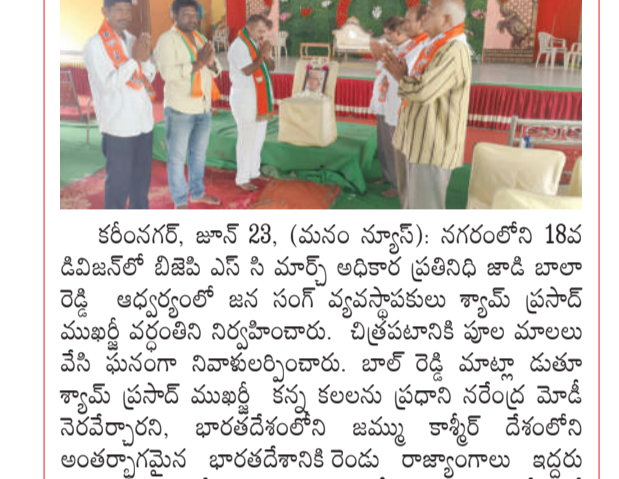 కరీంనగర్, జూన్ 23, (మనం న్యూస్): నగరంలోని 18వ
డివిజన్‌లో బిజెపి ఎస్ సి మార్చ్ అధికార ప్రతినిధి జాడి బాలా
రెడ్డి ఆధ్వర్యంలో జన సంగ్ వ్యవస్థాపకులు శ్యామ్ ప్రసాద్
ముఖర్జీ వర్ధంతిని నిర్వహించారు. చిత్రపటానికి పూల మాలలు
వేసి ఘనంగా నివాళులర్పించారు. బాల్ రెడ్డి మాట్లా డుతూ
శ్యామ్ ప్రసాద్ ముఖర్జీ కన్న కలలను ప్రధాని నరేంద్ర మోడీ
నెరవేర్చారని, భారతదేశంలోని జమ్ము కాశ్మీర్ దేశంలోని
అంతర్భాగమైన భారతదేశానికి రెండు రాజ్యాంగాలు ఇద్దరు